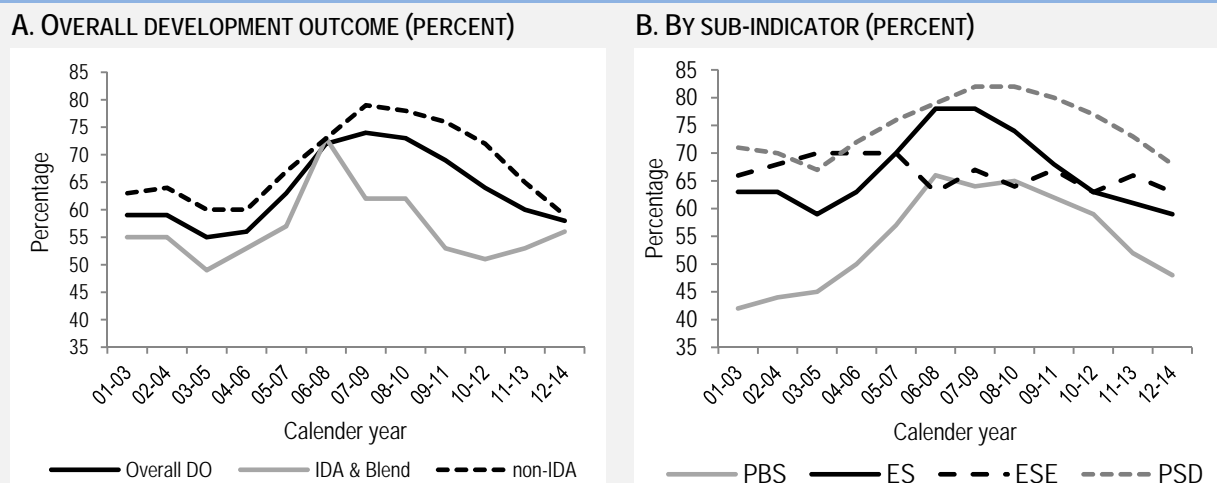 A. OVERALL DEVELOPMENT OUTCOME (PERCENT)
85
80
75
70
65
60
55
50
45
40
35
Percentage
01-03 02-04 03-05 04-06 05-07 06-08 07-09 08-10 09-11 10-12 11-13 12-14
Calender year
Overall DO IDA & Blend non-IDA
B. BY SUB-INDICATOR (PERCENT)
85
80
75
70
65
60
55
50
45
40
35
Percentage
01-03 02-04 03-05 04-06 05-07 06-08 07-09 08-10 09-11 10-12 11-13 12-14
Calender year
PBS ES ESE PSD